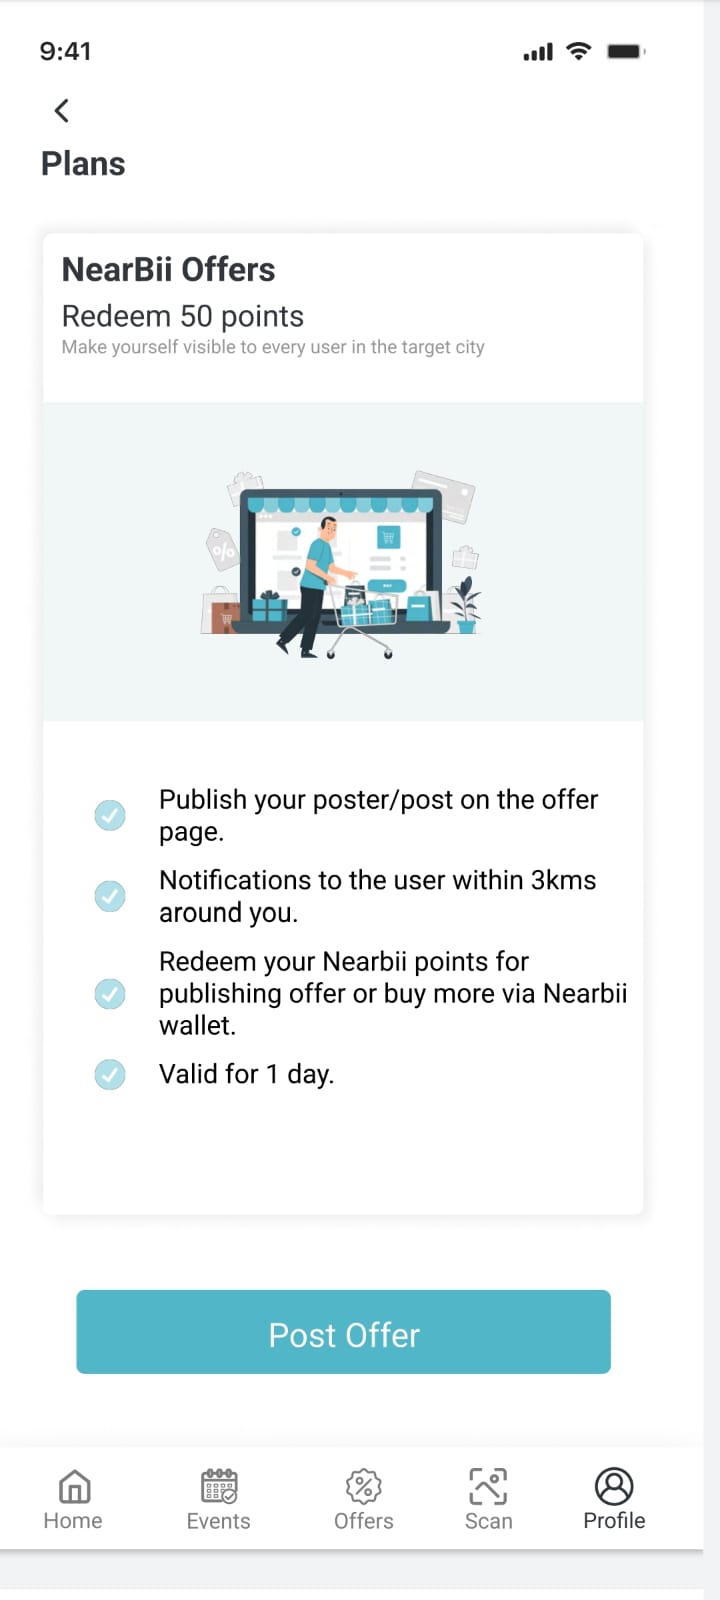 9:41
Plans
NearBii Offers
Redeem 50 points
Make yourself visible to every user in the target city
%
Publish your poster/post on the offer
page.
Notifications to the user within 3kms
around you.
Redeem your Nearbii points for
publishing offer or buy more via Nearbii
wallet.
Valid for 1 day.
Post Offer
Home
Events
Offers
Scan
Profile